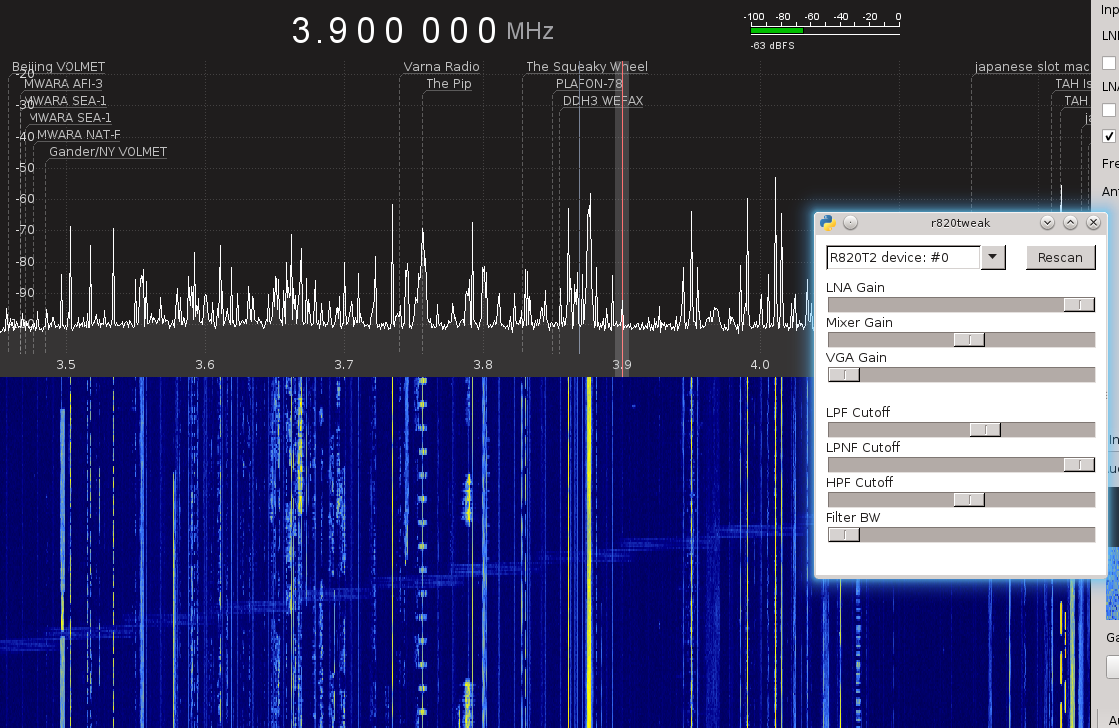 3.900 000 MHz
-100 -80 -60 -40 -20 0
-63 dBFS
Beijing VOLMET
Varna Radio
The Squeaky Wheel
japanese slot mac
-20
MWARA AFI-3
The Pip
PLAFON-78
TAH Is
MWARA SEA-1
DDH3 WEFAX
TAH
-30
MWARA SEA-1
-40
MWARA NAT-F
Gander/NY VOLMET
-50
-60
-70
-80
-90
3.5 3.6 3.7 3.8 3.9 4.0
Inp
LN
LNA
Fre
Ant
r820tweak
R820T2 device: #0
Rescan
LNA Gain
Mixer Gain
VGA Gain
LPF Cutoff
LPNF Cutoff
HPF Cutoff
Filter BW
In
Ga
Au